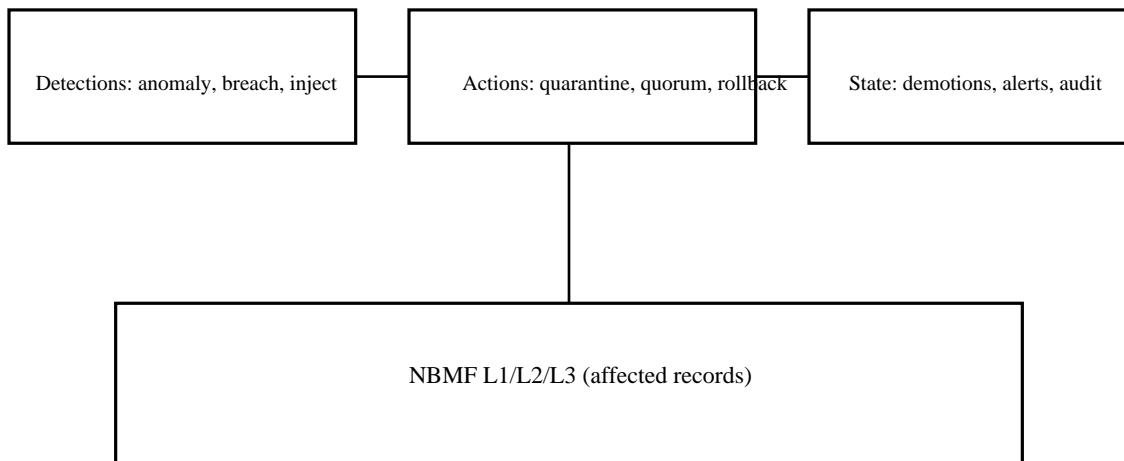 Detections: anomaly, breach, inject
Actions: quarantine, quorum, rollback
State: demotions, alerts, audit
NBMF L1/L2/L3 (affected records)